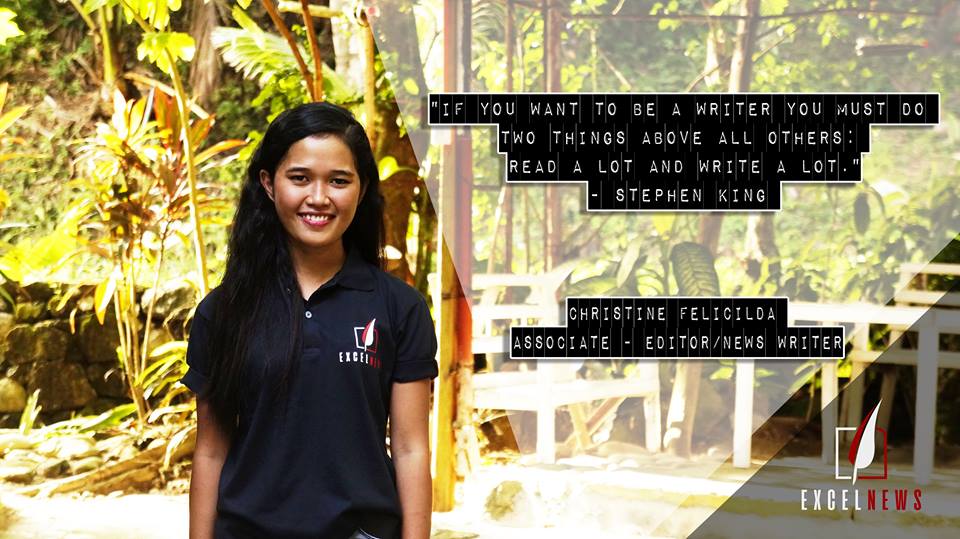 "IF YOU WANT TO BE A WRITER YOU MUST DO
TWO THINGS ABOVE ALL OTHERS:
READ A LOT AND WRITE A LOT."
- STEPHEN KING
CHRISTINE FELICILDA
ASSOCIATE - EDITOR/NEWS WRITER
EXCELNEWS
EXCELNEWS